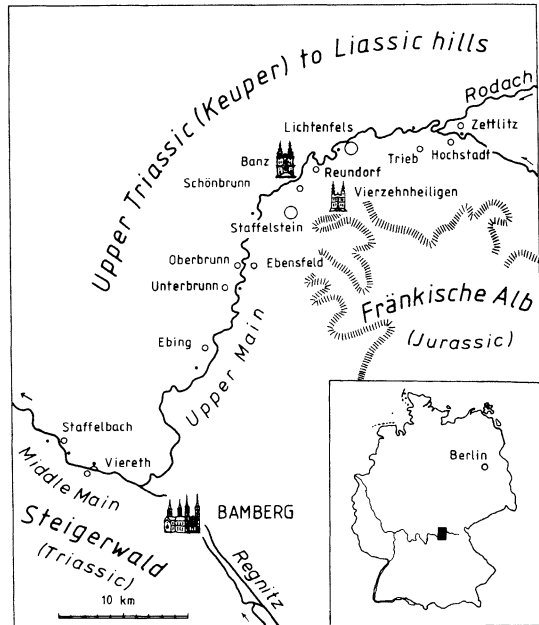 Upper Triassic (Keuper) to Liassic hills
Rodach
Zettlitz
Lichtenfels
Trieb
Hochstadt
Banz
Reundorf
Schönbrunn
Vierzehnheiligen
Staffelstein
Oberbrunn
Ebensfeld
Unterbrunn
Fränkische Alb
(Jurassic)
Ebing
Upper Main
Staffelbach
Viereth
Middle Main
BAMBERG
Steigerwald
(Triassic)
Regnitz
10 km
Berlin